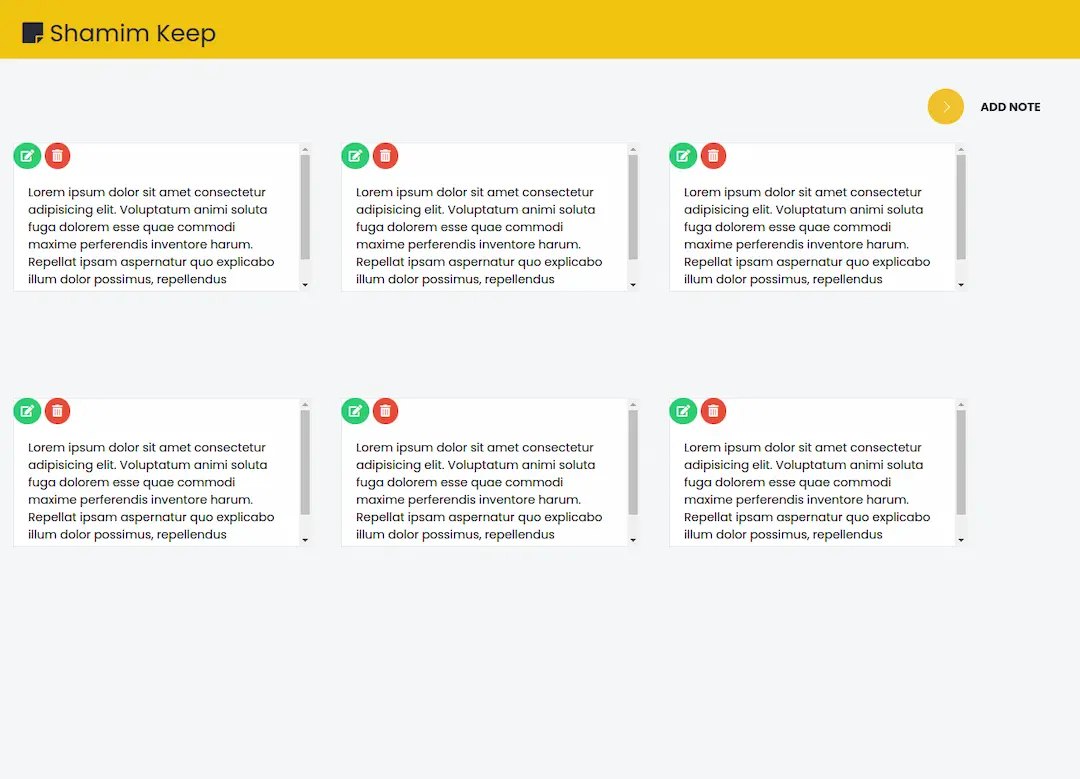 Shamim Keep
ADD NOTE
Lorem ipsum dolor sit amet consectetur
adipisicing elit. Voluptatum animi soluta
fuga dolorem esse quae commodi
maxime perferendis inventore harum.
Repellat ipsam aspernatur quo explicabo
illum dolor possimus, repellendus
Lorem ipsum dolor sit amet consectetur
adipisicing elit. Voluptatum animi soluta
fuga dolorem esse quae commodi
maxime perferendis inventore harum.
Repellat ipsam aspernatur quo explicabo
illum dolor possimus, repellendus
Lorem ipsum dolor sit amet consectetur
adipisicing elit. Voluptatum animi soluta
fuga dolorem esse quae commodi
maxime perferendis inventore harum.
Repellat ipsam aspernatur quo explicabo
illum dolor possimus, repellendus
Lorem ipsum dolor sit amet consectetur
adipisicing elit. Voluptatum animi soluta
fuga dolorem esse quae commodi
maxime perferendis inventore harum.
Repellat ipsam aspernatur quo explicabo
illum dolor possimus, repellendus
Lorem ipsum dolor sit amet consectetur
adipisicing elit. Voluptatum animi soluta
fuga dolorem esse quae commodi
maxime perferendis inventore harum.
Repellat ipsam aspernatur quo explicabo
illum dolor possimus, repellendus
Lorem ipsum dolor sit amet consectetur
adipisicing elit. Voluptatum animi soluta
fuga dolorem esse quae commodi
maxime perferendis inventore harum.
Repellat ipsam aspernatur quo explicabo
illum dolor possimus, repellendus